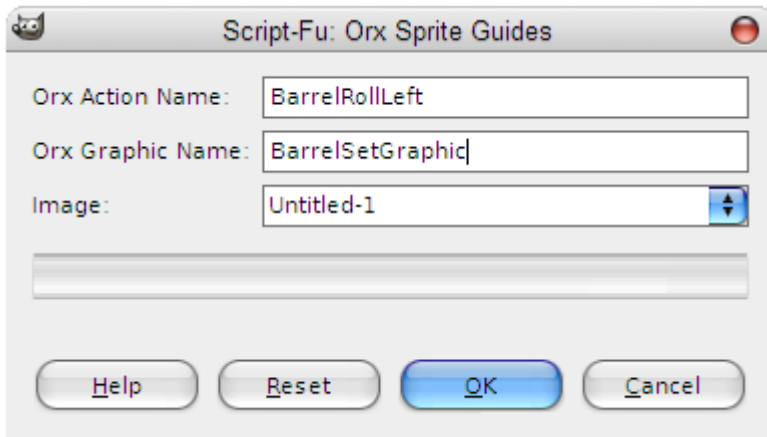 Script-Fu: Orx Sprite Guides
Orx Action Name: BarrelRollLeft
Orx Graphic Name: BarrelSetGraphic
Image: Untitled-1
Help Reset OK Cancel